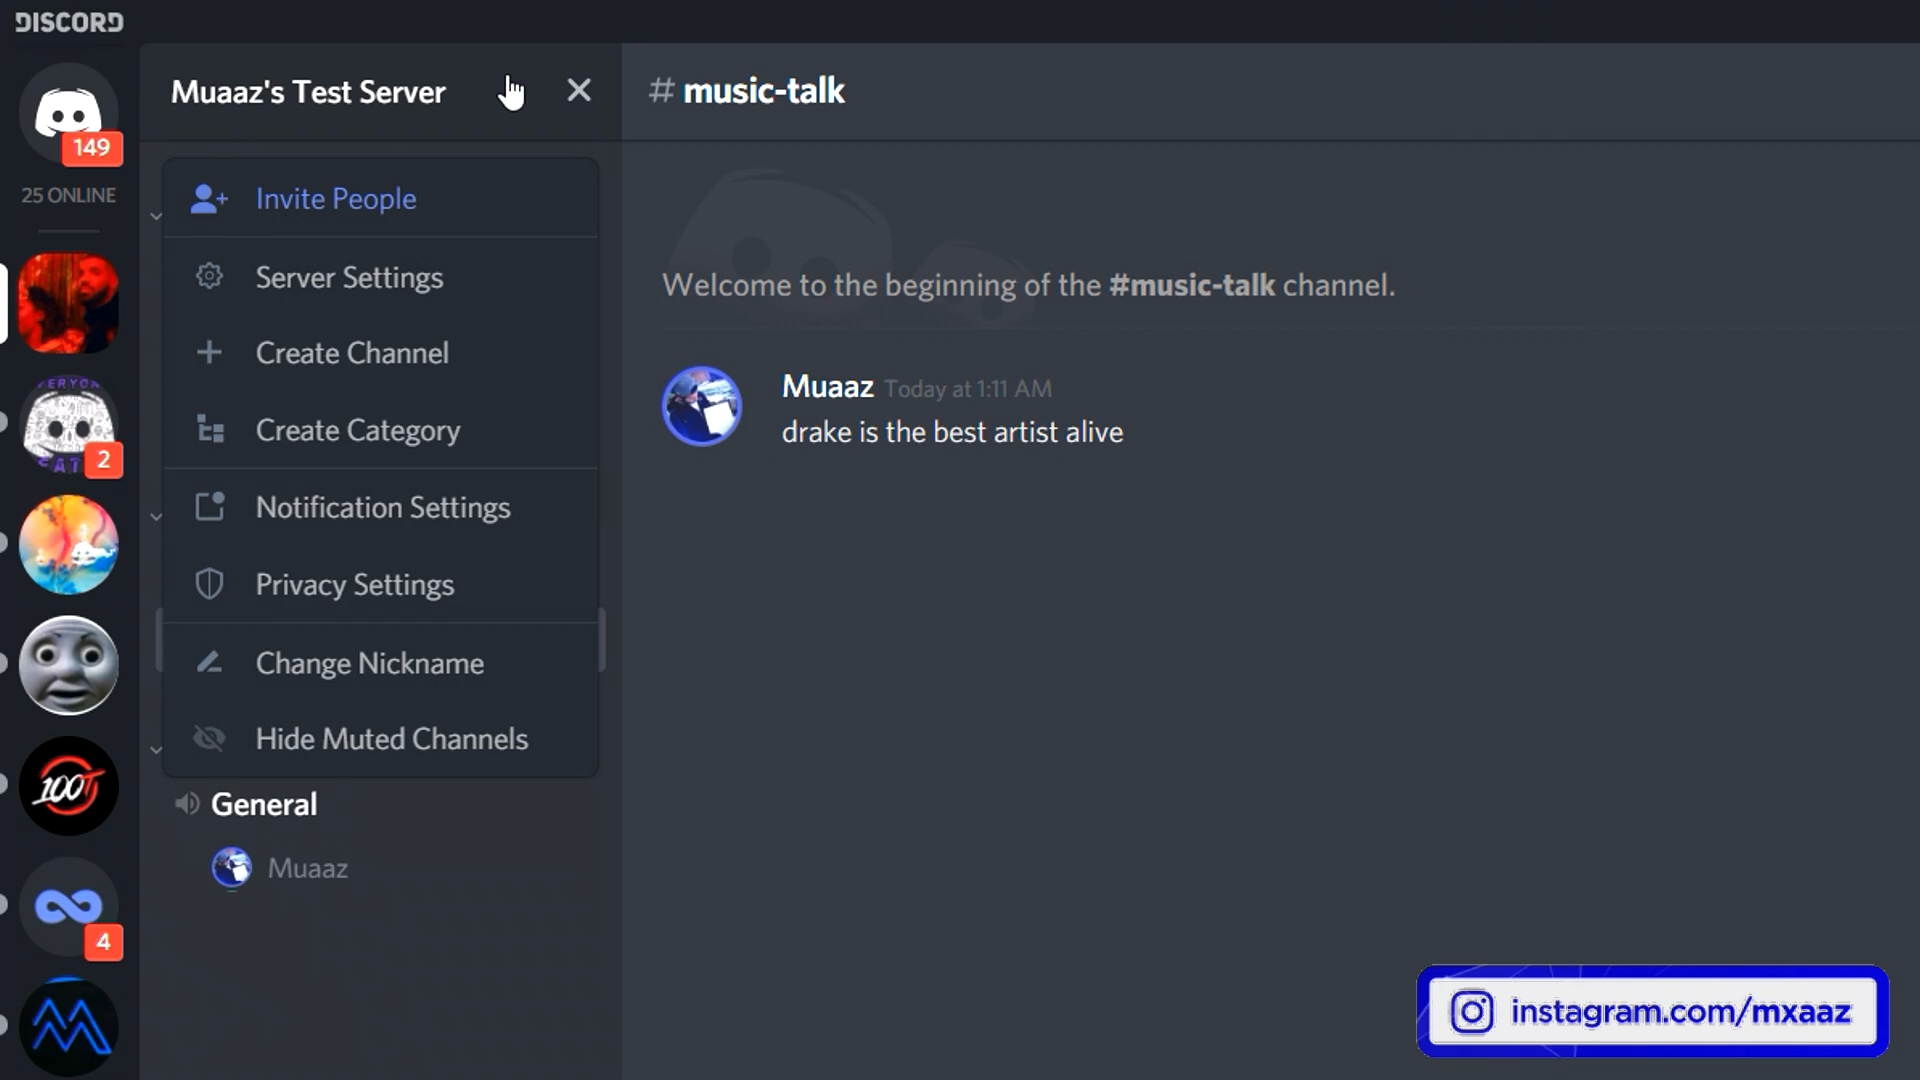 DISCORD
149
25 ONLINE
2
100T
4
Muaaz's Test Server
Invite People
Server Settings
Create Channel
Create Category
Notification Settings
Privacy Settings
Change Nickname
Hide Muted Channels
General
Muaaz
# music-talk
Welcome to the beginning of the #music-talk channel.
Muaaz Today at 1:11 AM
drake is the best artist alive
instagram.com/mxaaz